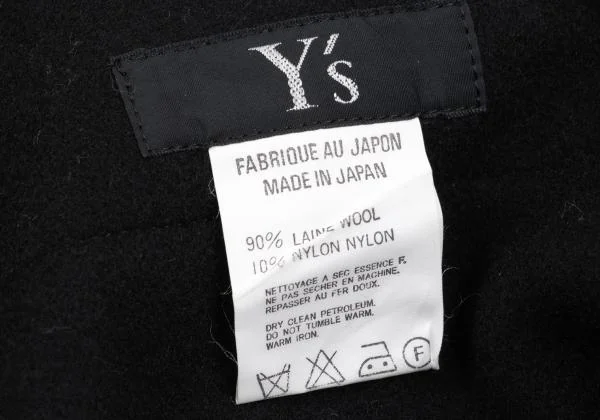 Y's
FABRIQUE AU JAPON
MADE IN JAPAN
90% LAINE WOOL
10% NYLON NYLON
NETTOYAGE A SEC ESSENCE F.
NE PAS SECHER EN MACHINE.
REPASSER AU FER DOUX.
DRY CLEAN PETROLEUM.
DO NOT TUMBLE WARM.
WARM IRON.
F